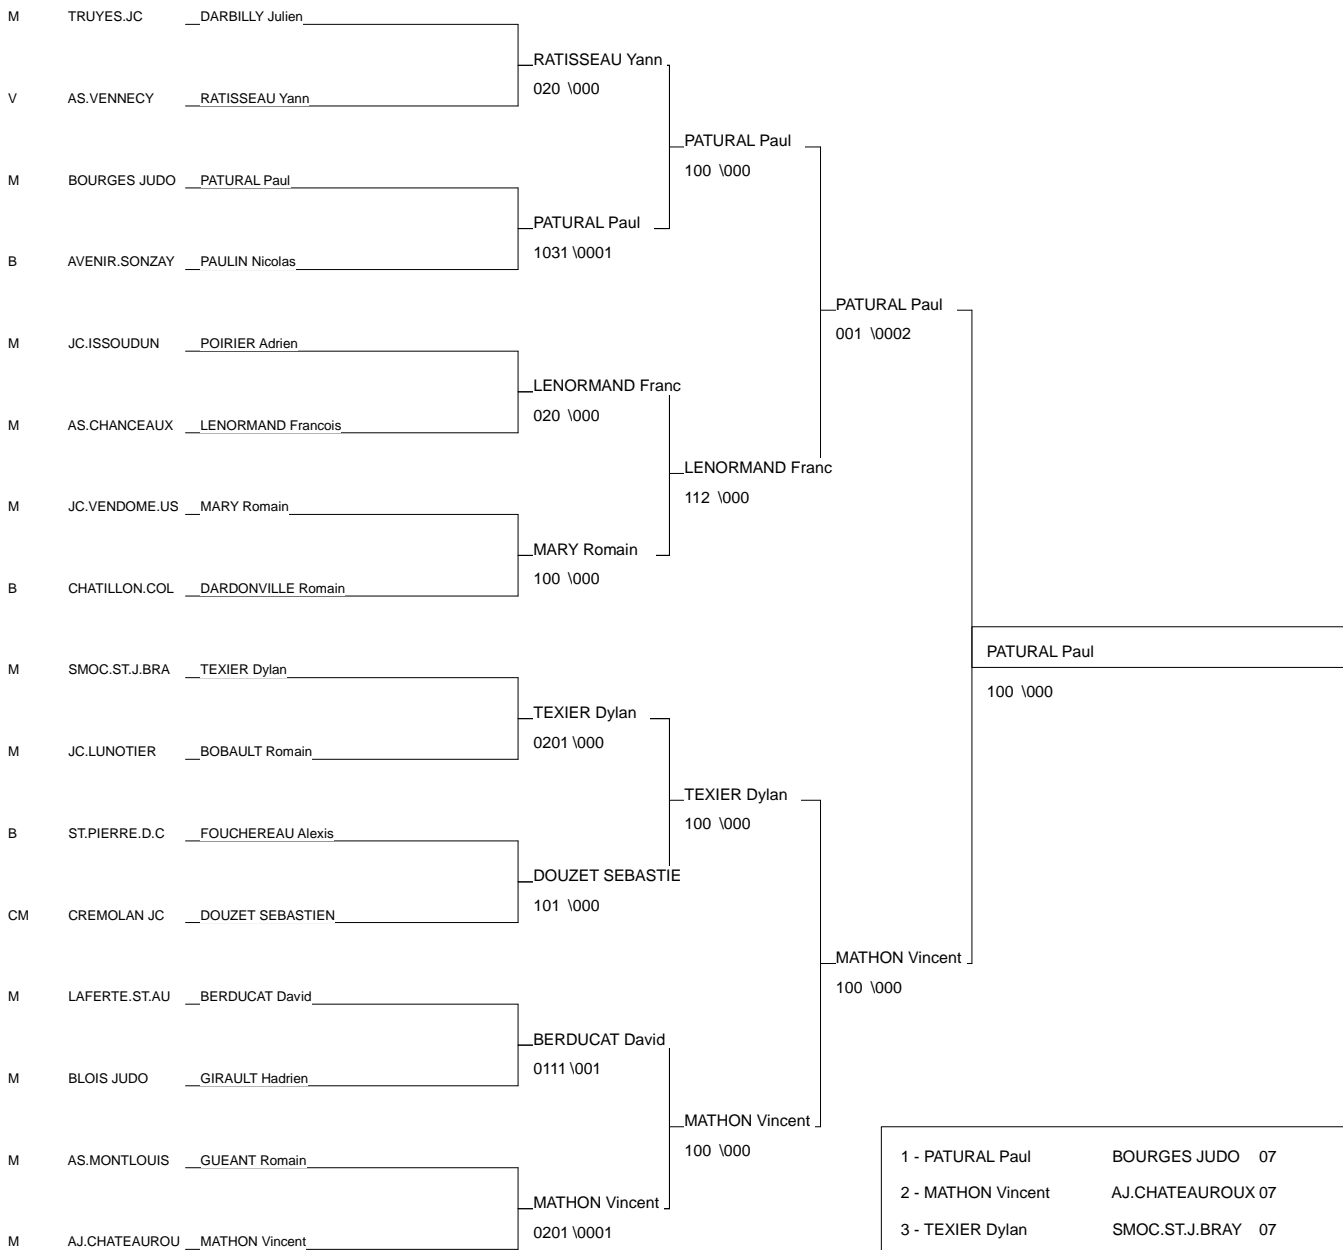 M TRUYES.JC DARBILLY Julien
RATISSEAU Yann
020 \000
V AS.VENNECY RATISSEAU Yann
PATURAL Paul
100 \000
M BOURGES JUDO PATURAL Paul
PATURAL Paul
1031 \0001
B AVENIR.SONZAY PAULIN Nicolas
PATURAL Paul
001 \0002
M JC.ISSOUDUN POIRIER Adrien
LENORMAND Franc
020 \000
M AS.CHANCEAUX LENORMAND Francois
LENORMAND Franc
112 \000
M JC.VENDOME.US MARY Romain
MARY Romain
100 \000
B CHATILLON.COL DARDONVILLE Romain
PATURAL Paul
100 \000
M SMOC.ST.J.BRA TEXIER Dylan
TEXIER Dylan
0201 \000
M JC.LUNOTIER BOBAULT Romain
TEXIER Dylan
100 \000
B ST.PIERRE.D.C FOUCHEREAU Alexis
DOUZET SEBASTIE
101 \000
CM CREMOLAN JC DOUZET SEBASTIEN
MATHON Vincent
100 \000
M LAFERTE.ST.AU BERDUCAT David
BERDUCAT David
0111 \001
M BLOIS JUDO GIRAULT Hadrien
MATHON Vincent
100 \000
M AS.MONTLOUIS GUEANT Romain
MATHON Vincent
0201 \0001
M AJ.CHATEAUROU MATHON Vincent
1 - PATURAL Paul BOURGES JUDO 07
2 - MATHON Vincent AJ.CHATEAUROUX 07
3 - TEXIER Dylan SMOC.ST.J.BRAY 07